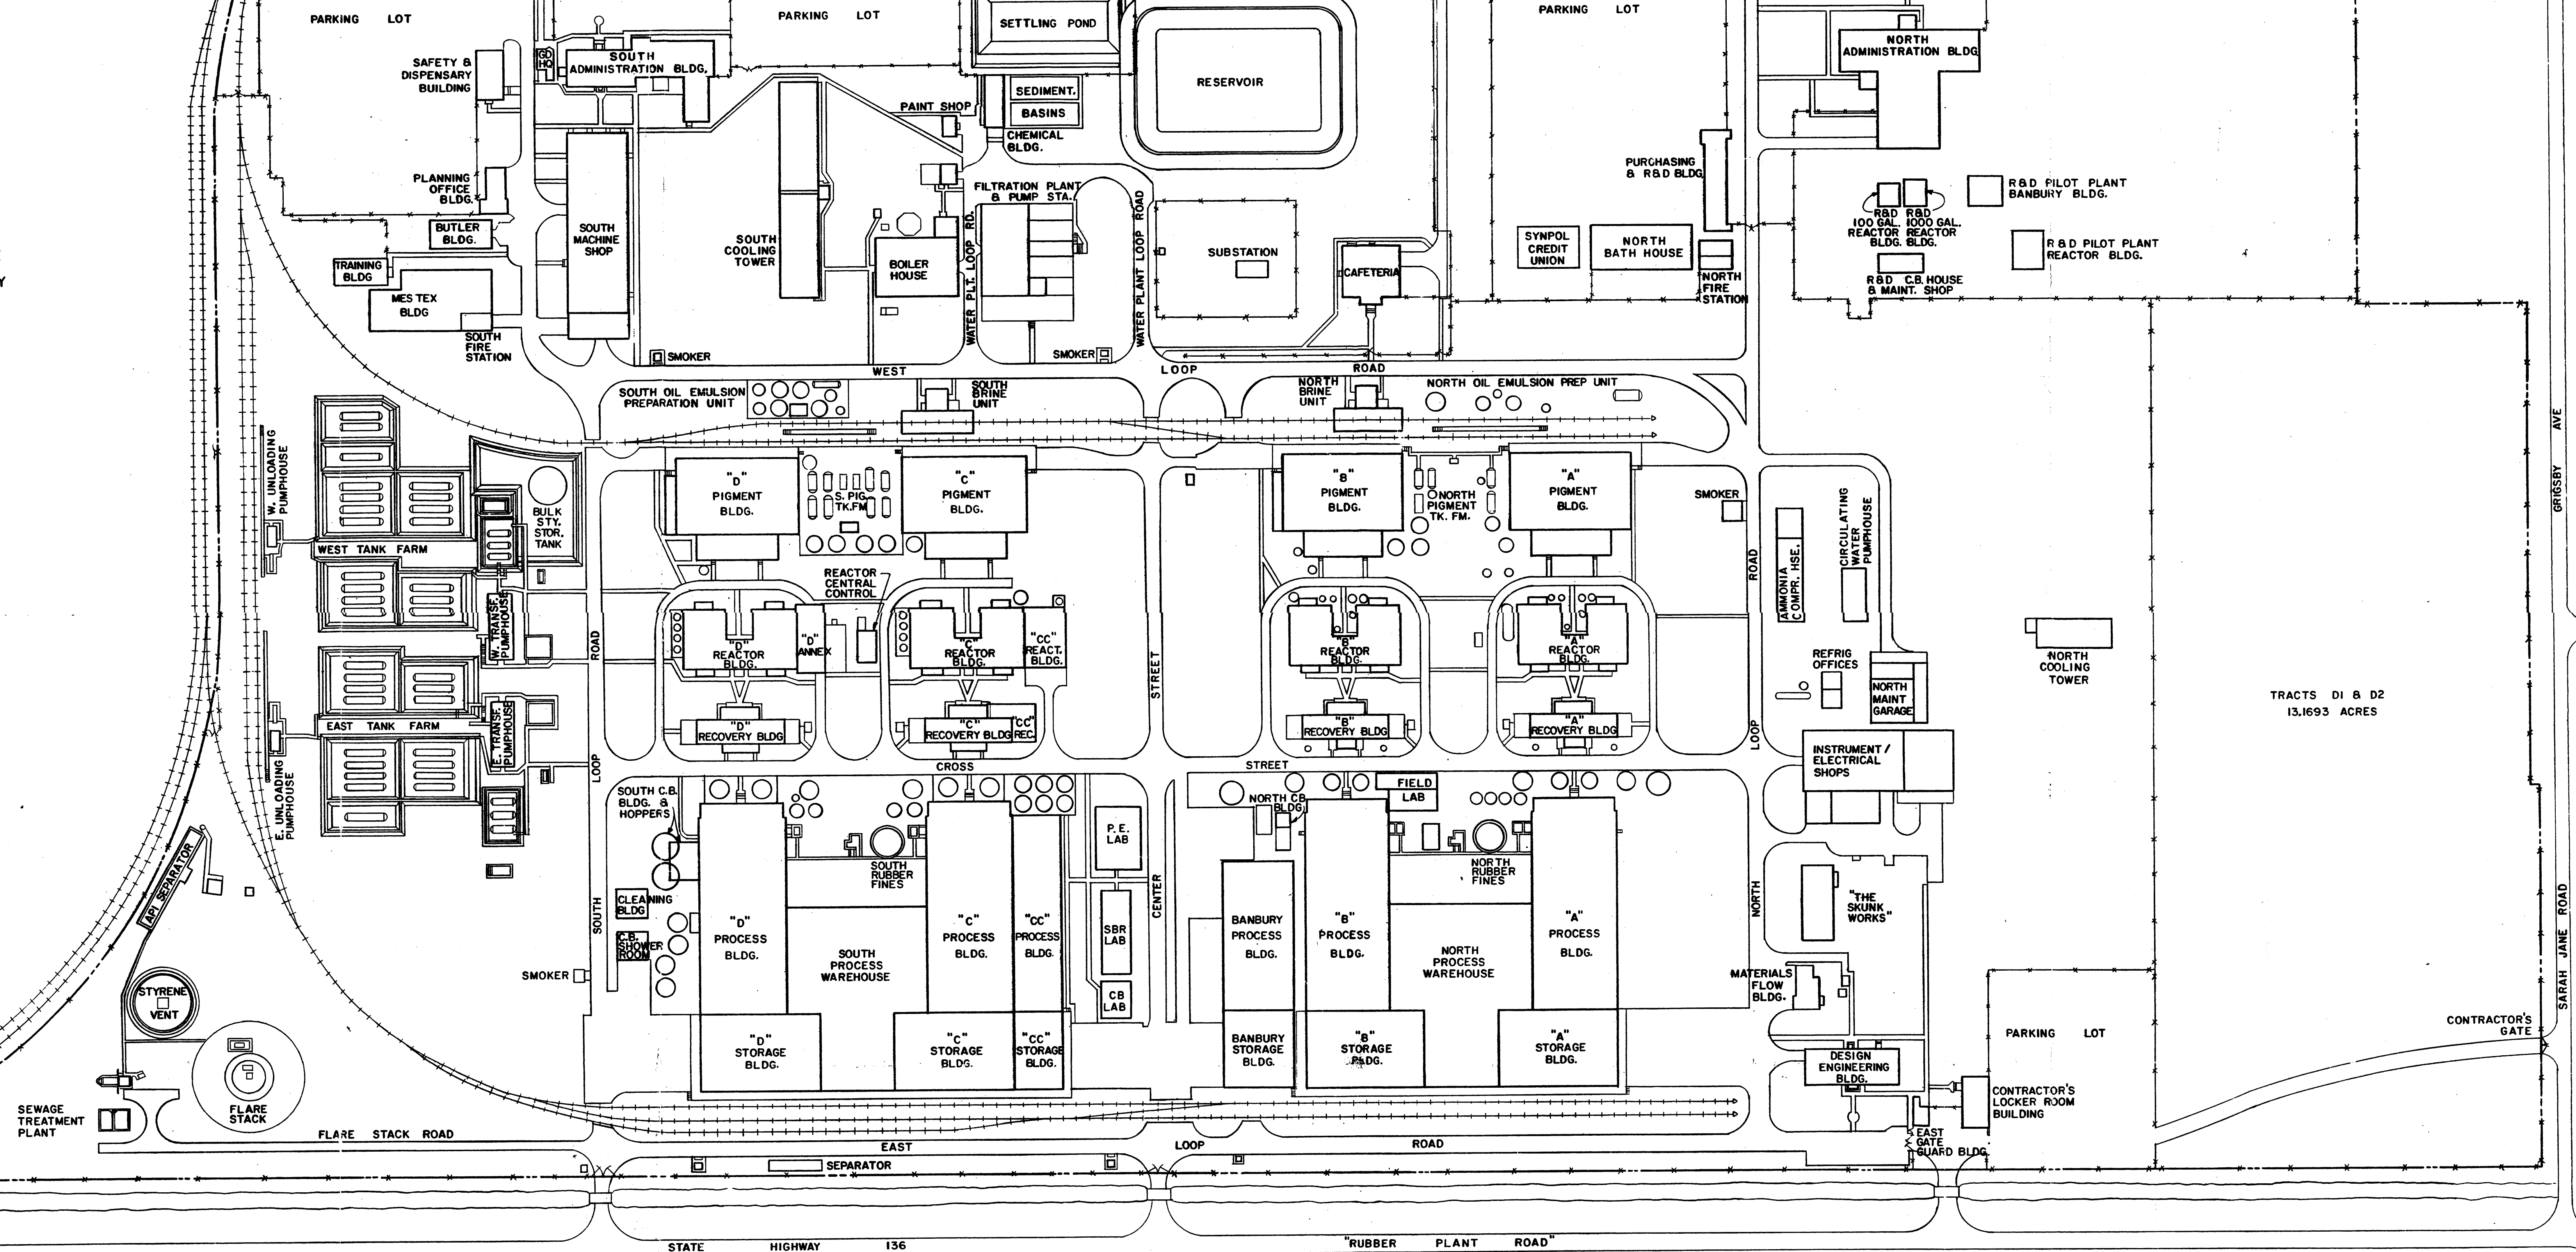 PARKING LOT
PARKING LOT
SETTLING POND
PARKING LOT
NORTH
ADMINISTRATION BLDG.
SAFETY &
DISPENSARY
BUILDING
GD
HQ
SOUTH
ADMINISTRATION BLDG.
RESERVOIR
SEDIMENT.
BASINS
PAINT SHOP
CHEMICAL
BLDG.
PLANNING
OFFICE
BLDG.
FILTRATION PLANT
& PUMP STA.
PURCHASING
& R&D BLDG.
R&D PILOT PLANT
BANBURY BLDG.
R&D
100 GAL.
REACTOR
BLDG.
R&D
1000 GAL.
REACTOR
BLDG.
R&D PILOT PLANT
REACTOR BLDG.
R&D C.B. HOUSE
& MAINT. SHOP
BUTLER
BLDG.
TRAINING
BLDG
MES TEX
BLDG
SOUTH
FIRE
STATION
SOUTH
MACHINE
SHOP
SOUTH
COOLING
TOWER
BOILER
HOUSE
WATER PLT. LOOP RD.
WATER PLANT LOOP ROAD
SUBSTATION
CAFETERIA
SYNPOL
CREDIT
UNION
NORTH
BATH HOUSE
NORTH
FIRE
STATION
SMOKER
SMOKER
WEST LOOP ROAD
SOUTH OIL EMULSION
PREPARATION UNIT
SOUTH
BRINE
UNIT
NORTH
BRINE
UNIT
NORTH OIL EMULSION PREP UNIT
GRIGSBY AVE
W. UNLOADING
PUMPHOUSE
BULK
STY.
STOR.
TANK
WEST TANK FARM
"D"
PIGMENT
BLDG.
S. PIG.
TK.FM.
"C"
PIGMENT
BLDG.
"B"
PIGMENT
BLDG.
NORTH
PIGMENT
TK. FM.
"A"
PIGMENT
BLDG.
SMOKER
AMMONIA
COMPR. HSE.
CIRCULATING
WATER
PUMPHOUSE
W. TRANSF.
PUMPHOUSE
REACTOR
CENTRAL
CONTROL
"D"
REACTOR
BLDG.
"D"
ANNEX
"C"
REACTOR
BLDG.
"CC"
REACT.
BLDG.
"B"
REACTOR
BLDG.
"A"
REACTOR
BLDG.
REFRIG
OFFICES
NORTH
MAINT
GARAGE
NORTH
COOLING
TOWER
TRACTS D1 & D2
13.1693 ACRES
EAST TANK FARM
E. TRANSF.
PUMPHOUSE
E. UNLOADING
PUMPHOUSE
"D"
RECOVERY BLDG
"C"
RECOVERY BLDG
"CC"
REC.
"B"
RECOVERY BLDG
"A"
RECOVERY BLDG
SOUTH LOOP ROAD
CENTER STREET
NORTH LOOP ROAD
CROSS STREET
INSTRUMENT/
ELECTRICAL
SHOPS
SOUTH C.B.
BLDG. &
HOPPERS
P.E.
LAB
NORTH CB
BLDG.
FIELD
LAB
API SEPARATOR
SOUTH
RUBBER
FINES
NORTH
RUBBER
FINES
CLEANING
BLDG
C.B.
SHOWER
ROOM
"D"
PROCESS
BLDG.
SOUTH
PROCESS
WAREHOUSE
"C"
PROCESS
BLDG.
"CC"
PROCESS
BLDG.
SBR
LAB
CB
LAB
BANBURY
PROCESS
BLDG.
"B"
PROCESS
BLDG.
NORTH
PROCESS
WAREHOUSE
"A"
PROCESS
BLDG.
"THE
SKUNK
WORKS"
MATERIALS
FLOW
BLDG.
SARAH JANE ROAD
SMOKER
STYRENE
VENT
FLARE
STACK
SEWAGE
TREATMENT
PLANT
"D"
STORAGE
BLDG.
"C"
STORAGE
BLDG.
"CC"
STORAGE
BLDG.
BANBURY
STORAGE
BLDG.
"B"
STORAGE
BLDG.
"A"
STORAGE
BLDG.
DESIGN
ENGINEERING
BLDG.
PARKING LOT
CONTRACTOR'S
GATE
CONTRACTOR'S
LOCKER ROOM
BUILDING
EAST
GATE
GUARD BLDG.
FLARE STACK ROAD
EAST LOOP ROAD
SEPARATOR
STATE HIGHWAY 136
"RUBBER PLANT ROAD"